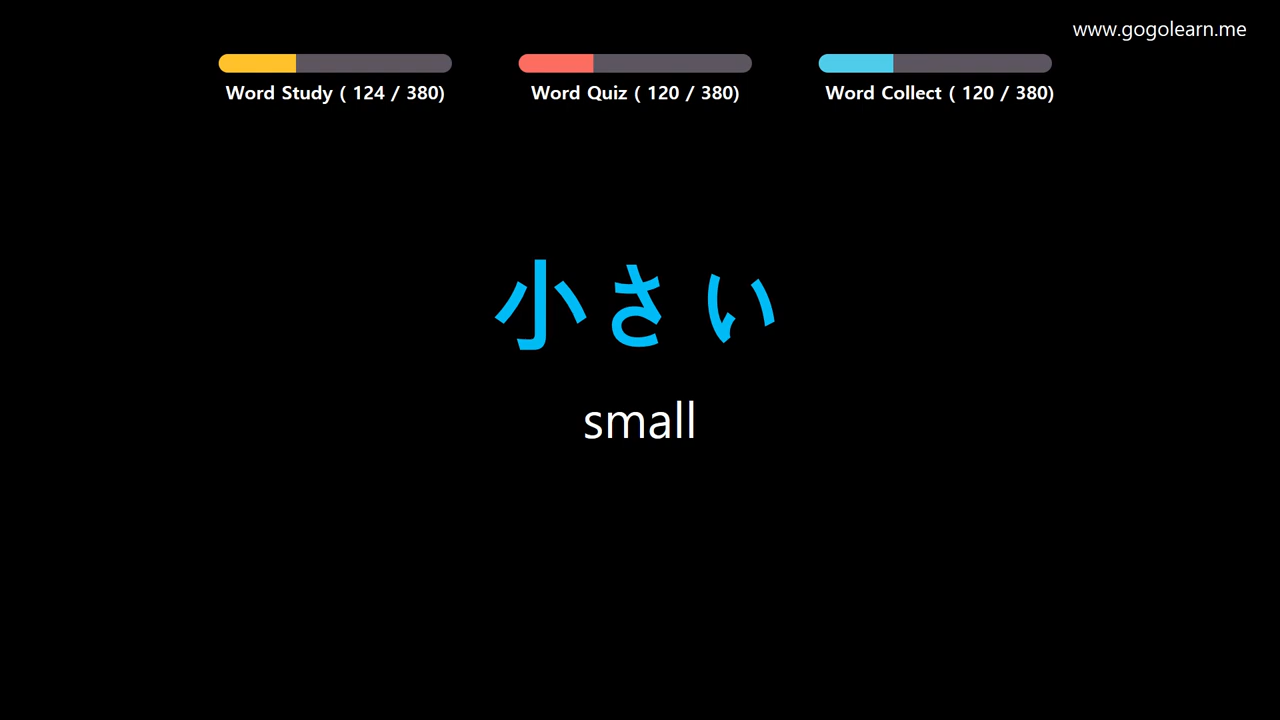 www.gogolearn.me
Word Study ( 124 / 380)
Word Quiz ( 120 / 380)
Word Collect ( 120 / 380)
小さい
small